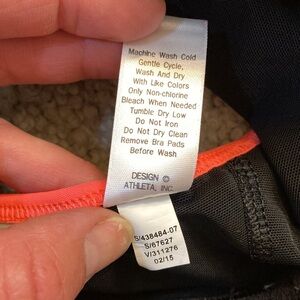 Machine Wash Cold
Gentle Cycle,
Wash And Dry
With Like Colors
Only Non-chlorine
Bleach When Needed
Tumble Dry Low
Do Not Iron
Do Not Dry Clean
Remove Bra Pads
Before Wash
DESIGN ©
ATHLETA, INC.
S/438484-07
S/67627
V/311276
02/15